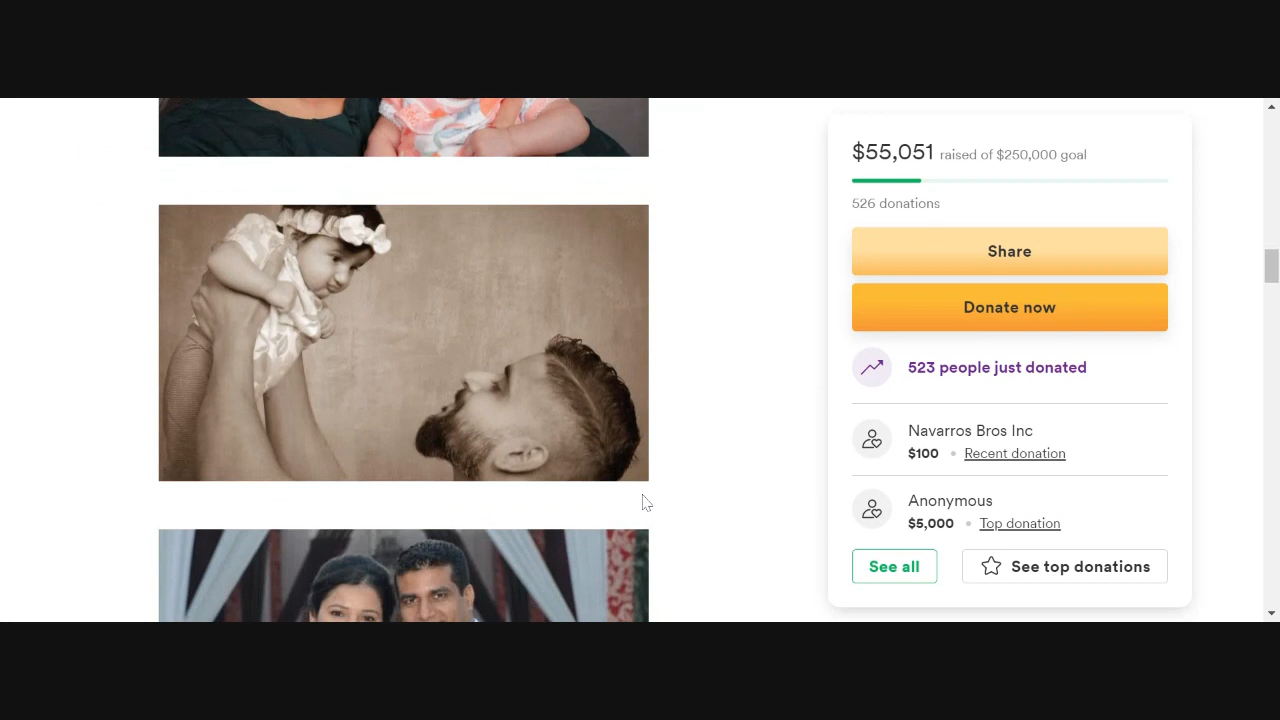 $55,051 raised of $250,000 goal
526 donations
Share
Donate now
523 people just donated
Navarros Bros Inc
$100 • Recent donation
Anonymous
$5,000 • Top donation
See all
See top donations